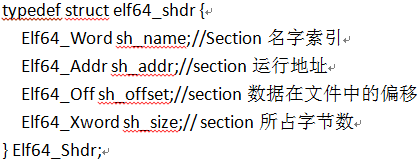 typedef struct elf64_shdr {
Elf64_Word sh_name;//Section 名字索引
Elf64_Addr sh_addr;//section 运行地址
Elf64_Off sh_offset;//section 数据在文件中的偏移
Elf64_Xword sh_size;// section 所占字节数
} Elf64_Shdr;